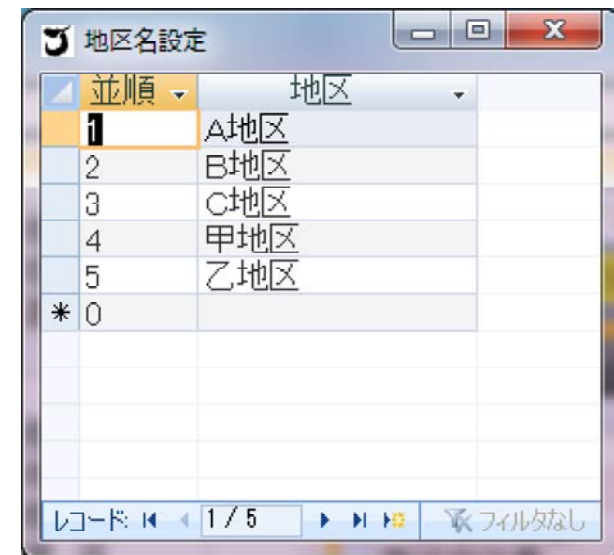 地区名設定
並順 地区
1 A地区
2 B地区
3 C地区
4 甲地区
5 乙地区
* 0
レコード: 1 / 5 フィルタなし